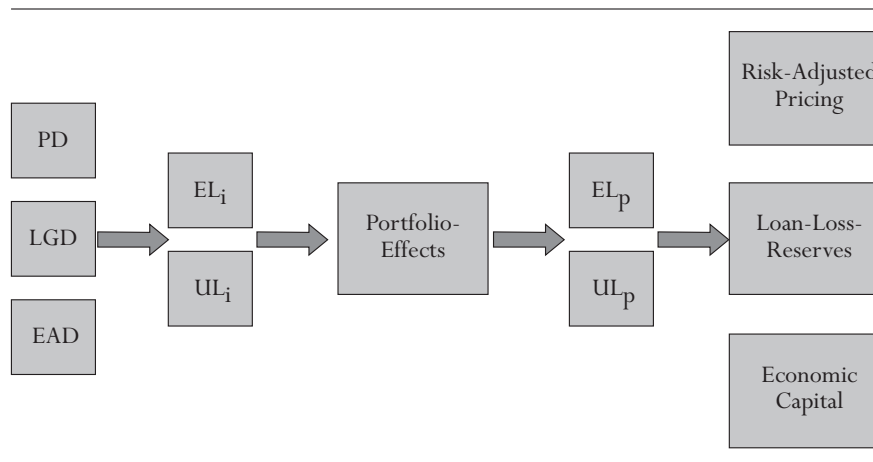 PD
LGD
EAD
ELi
ULi
Portfolio-
Effects
ELp
ULp
Risk-Adjusted
Pricing
Loan-Loss-
Reserves
Economic
Capital